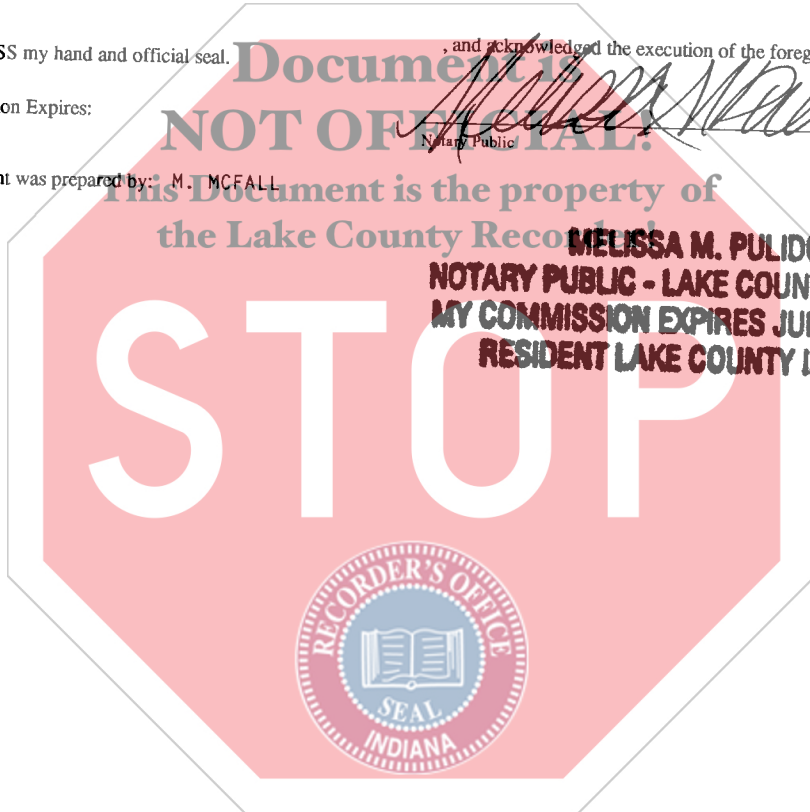 SS my hand and official seal. , and acknowledged the execution of the foreg
Document is
on Expires:
NOT OFFICIAL!
Notary Public
nt was prepared by: M. MCFALL
This Document is the property of
the Lake County Recorder!
MELISSA M. PULIDO
NOTARY PUBLIC - LAKE COUN
MY COMMISSION EXPIRES JU
RESIDENT LAKE COUNTY I
STOP
RECORDER'S OFFICE
SEAL
INDIANA